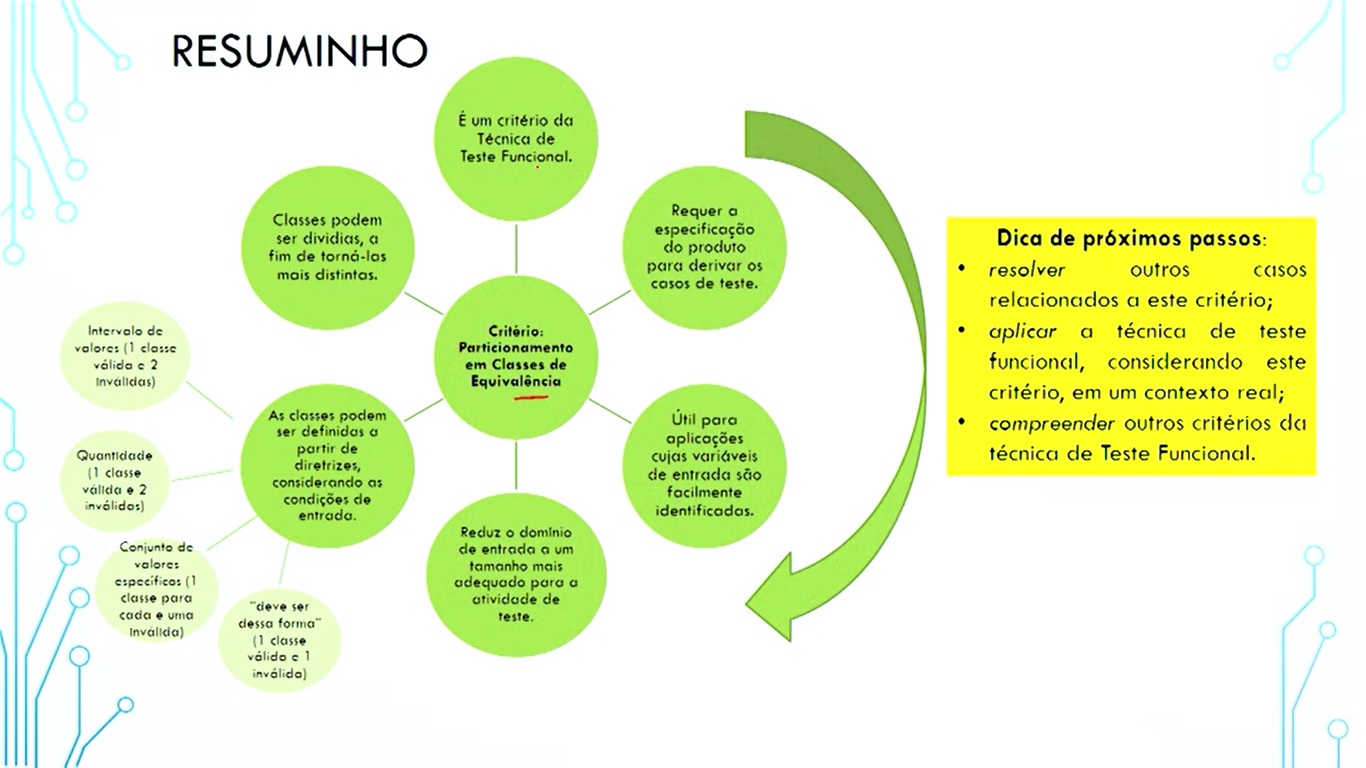 RESUMINHO
É um critério da
Técnica de
Teste Funcional.
Requer a
especificação
do produto
para derivar os
casos de teste.
Útil para
aplicações
cujas variáveis
de entrada são
facilmente
identificadas.
Reduz o domínio
de entrada a um
tamanho mais
adequado para a
atividade de
teste.
As classes podem
ser definidas a
partir de
diretrizes,
considerando as
condições de
entrada.
Intervalo de
valores (1 classe
válida e 2
inválidas)
Quantidade
(1 classe
válida e 2
inválidas)
Conjunto de
valores
específicos (1
classe para
cada e uma
inválida)
"deve ser
dessa forma"
(1 classe
válida e 1
inválida)
Classes podem
ser dividias, a
fim de torná-las
mais distintas.
Critério:
Particionamento
em Classes de
Equivalência
Dica de próximos passos:
• resolver outros casos
relacionados a este critério;
• aplicar a técnica de teste
funcional, considerando este
critério, em um contexto real;
• compreender outros critérios da
técnica de Teste Funcional.